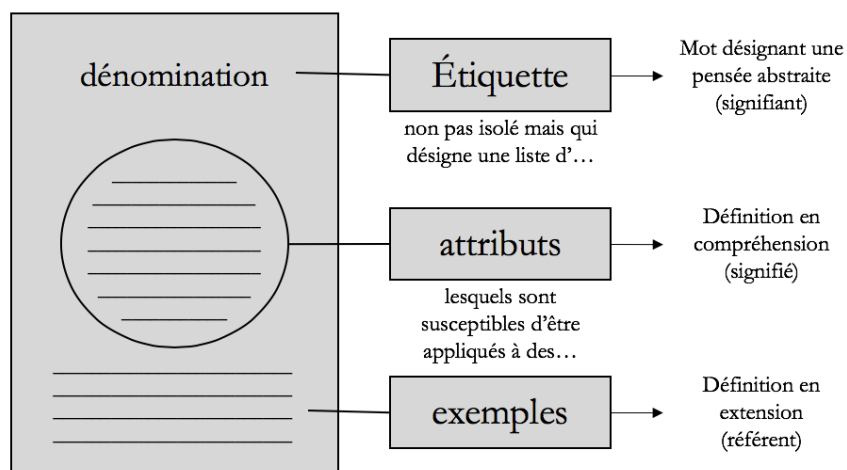 dénomination
Étiquette
Mot désignant une
pensée abstraite
(signifiant)
non pas isolé mais qui
désigne une liste d’…
attributs
Définition en
compréhension
(signifié)
lesquels sont
susceptibles d’être
appliqués à des…
exemples
Définition en
extension
(référent)